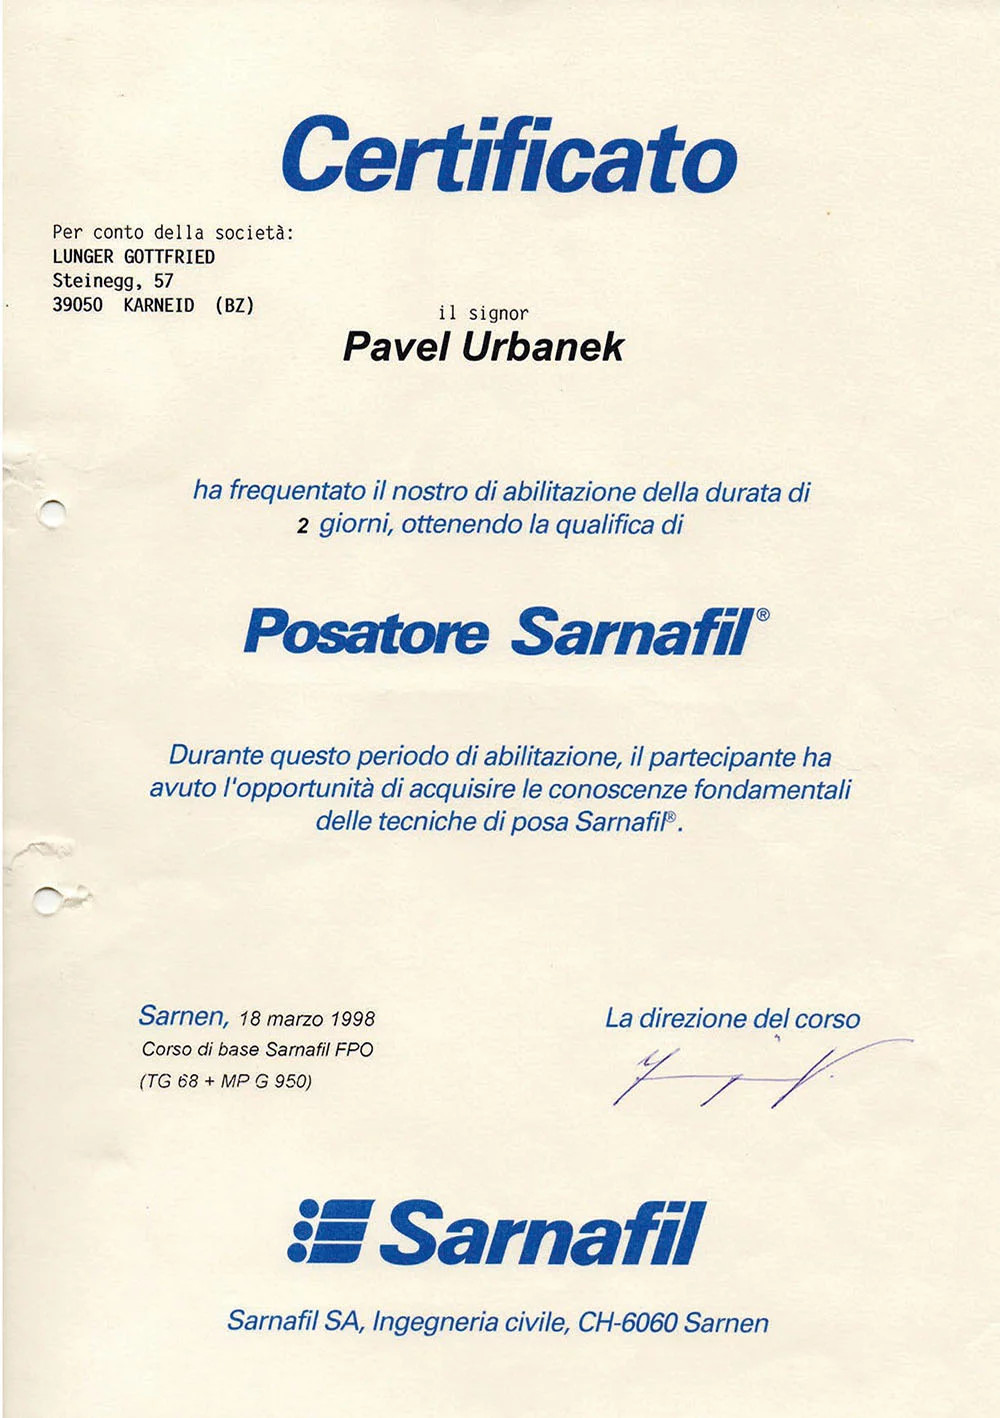 Certificato
Per conto della società:
LUNGER GOTTFRIED
Steinegg, 57
39050 KARNEID (BZ)
il signor
Pavel Urbanek
ha frequentato il nostro di abilitazione della durata di
2 giorni, ottenendo la qualifica di
Posatore Sarnafil®
Durante questo periodo di abilitazione, il partecipante ha
avuto l'opportunità di acquisire le conoscenze fondamentali
delle tecniche di posa Sarnafil®.
Sarnen, 18 marzo 1998
Corso di base Sarnafil FPO
(TG 68 + MP G 950)
La direzione del corso
Sarnafil
Sarnafil SA, Ingegneria civile, CH-6060 Sarnen